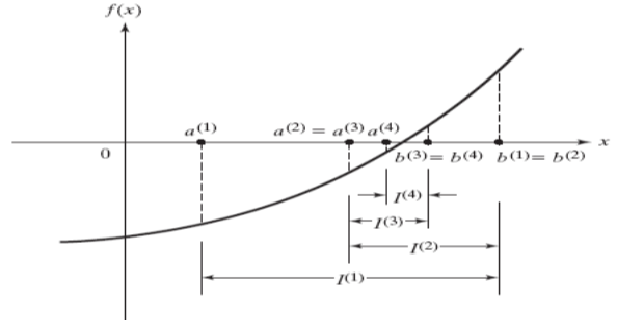 f(x)
a(1) a(2) = a(3) a(4) x
0 b(3)= b(4) b(1)= b(2)
I(4)
I(3)
I(2)
I(1)